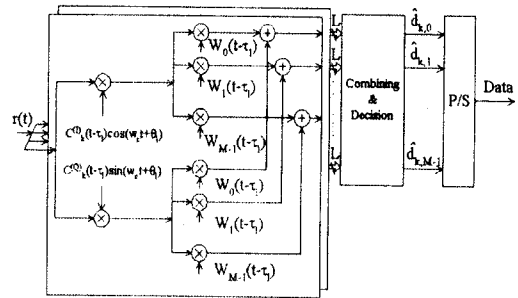 r(t)
C^(I)_k(t-τ_l)cos(w_c t+θ_l)
C^(Q)_k(t-τ_l)sin(w_c t+θ_l)
W_0(t-τ_l)
W_1(t-τ_l)
W_M-1(t-τ_l)
W_0(t-τ_l)
W_1(t-τ_l)
W_M-1(t-τ_l)
L
L
L
Combining
&
Decision
d̂_k,0
d̂_k,1
d̂_k,M-1
P/S
Data